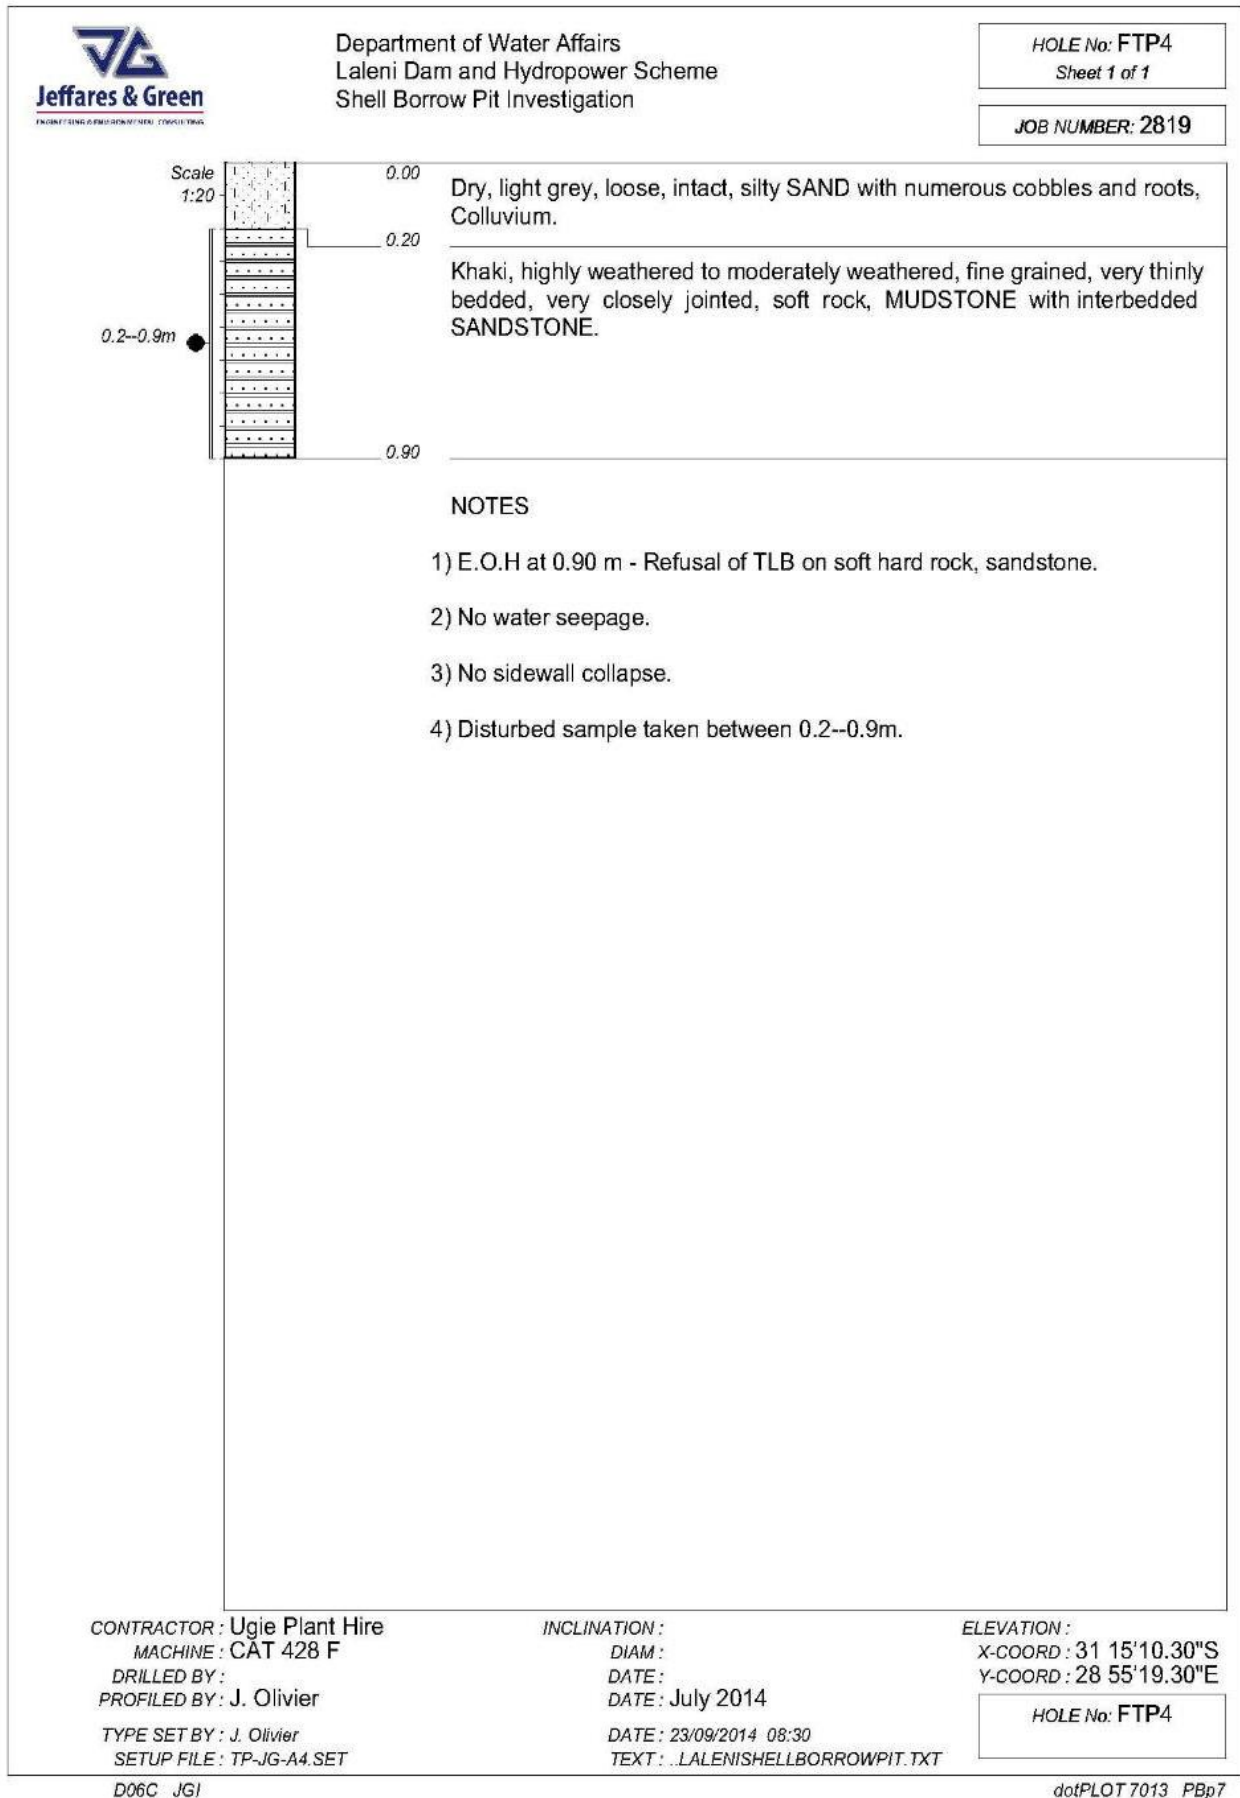 Jeffares & Green
ENGINEERING & ENVIRONMENTAL CONSULTING
Department of Water Affairs
Laleni Dam and Hydropower Scheme
Shell Borrow Pit Investigation
HOLE No: FTP4
Sheet 1 of 1
JOB NUMBER: 2819
Scale
1:20
0.00
Dry, light grey, loose, intact, silty SAND with numerous cobbles and roots,
Colluvium.
0.20
Khaki, highly weathered to moderately weathered, fine grained, very thinly
bedded, very closely jointed, soft rock, MUDSTONE with interbedded
SANDSTONE.
0.2--0.9m
0.90
NOTES
1) E.O.H at 0.90 m - Refusal of TLB on soft hard rock, sandstone.
2) No water seepage.
3) No sidewall collapse.
4) Disturbed sample taken between 0.2--0.9m.
CONTRACTOR : Ugie Plant Hire
MACHINE : CAT 428 F
DRILLED BY :
PROFILED BY : J. Olivier
TYPE SET BY : J. Olivier
SETUP FILE : TP-JG-A4.SET
INCLINATION :
DIAM :
DATE :
DATE : July 2014
DATE : 23/09/2014 08:30
TEXT : ..LALENISHELLBORROWPIT.TXT
ELEVATION :
X-COORD : 31 15'10.30"S
Y-COORD : 28 55'19.30"E
HOLE No: FTP4
D06C JGI
dotPLOT 7013 PBp7